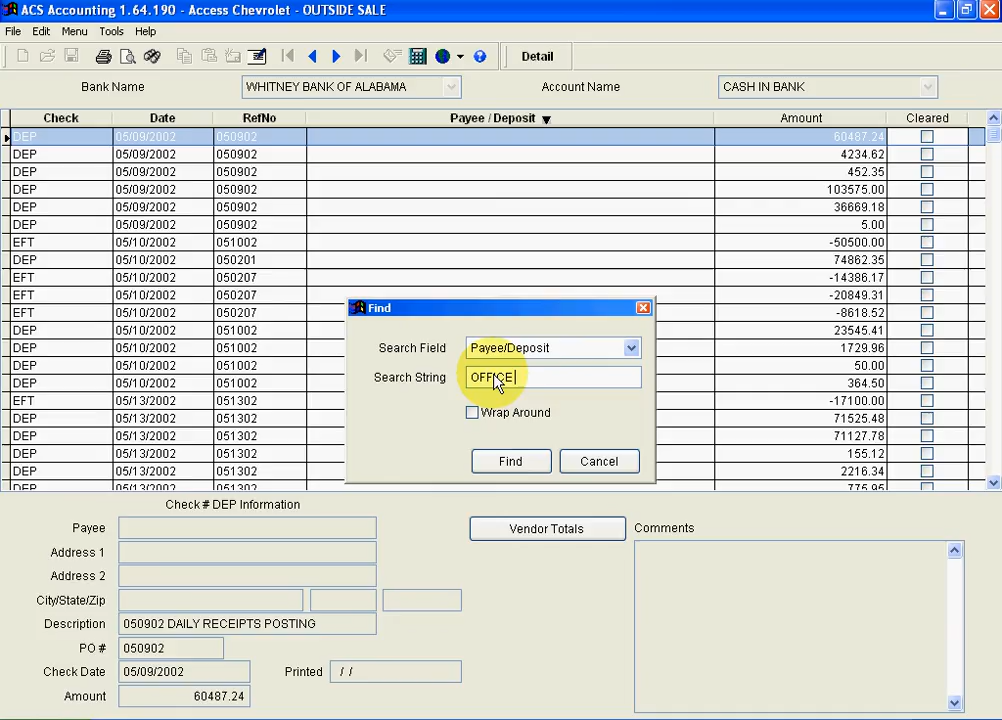 ACS Accounting 1.64.190 - Access Chevrolet - OUTSIDE SALE
File Edit Menu Tools Help
Detail
Bank Name WHITNEY BANK OF ALABAMA Account Name CASH IN BANK
Check Date RefNo Payee / Deposit Amount Cleared
DEP 05/09/2002 050902 60487.24
DEP 05/09/2002 050902 4234.62
DEP 05/09/2002 050902 452.35
DEP 05/09/2002 050902 103575.00
DEP 05/09/2002 050902 36669.18
DEP 05/09/2002 050902 5.00
EFT 05/10/2002 051002 -50500.00
DEP 05/10/2002 050201 74862.35
EFT 05/10/2002 050207 -14386.17
EFT 05/10/2002 050207 -20849.31
EFT 05/10/2002 050207 -8618.52
DEP 05/10/2002 051002 23545.41
DEP 05/10/2002 051002 1729.96
DEP 05/10/2002 051002 50.00
DEP 05/10/2002 051002 364.50
EFT 05/13/2002 051302 -17100.00
DEP 05/13/2002 051302 71525.48
DEP 05/13/2002 051302 71127.78
DEP 05/13/2002 051302 155.12
DEP 05/13/2002 051302 2216.34
DEP 05/13/2002 051302 775.95
Find
Search Field Payee/Deposit
Search String OFFICE
Wrap Around
Find Cancel
Check # DEP Information
Payee Vendor Totals Comments
Address 1
Address 2
City/State/Zip
Description 050902 DAILY RECEIPTS POSTING
PO # 050902
Check Date 05/09/2002 Printed / /
Amount 60487.24